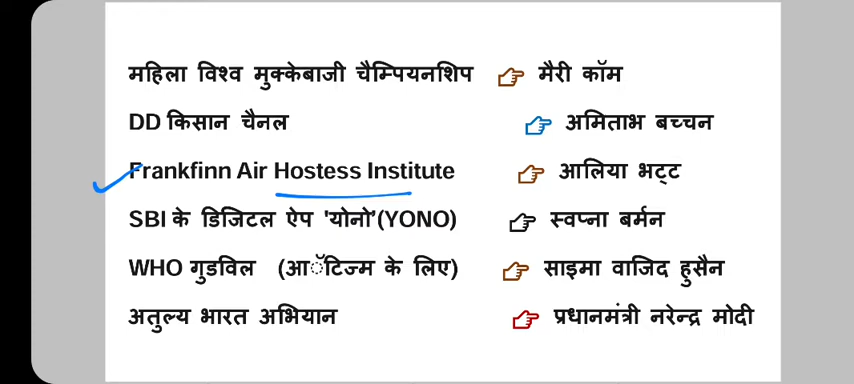 महिला विश्व मुक्केबाजी चैम्पियनशिप 👉 मैरी कॉम
DD किसान चैनल 👉 अमिताभ बच्चन
Frankfinn Air Hostess Institute 👉 आलिया भट्ट
SBI के डिजिटल ऐप 'योनो'(YONO) 👉 स्वप्ना बर्मन
WHO गुडविल (आॅटिज्म के लिए) 👉 साइमा वाजिद हुसैन
अतुल्य भारत अभियान 👉 प्रधानमंत्री नरेन्द्र मोदी